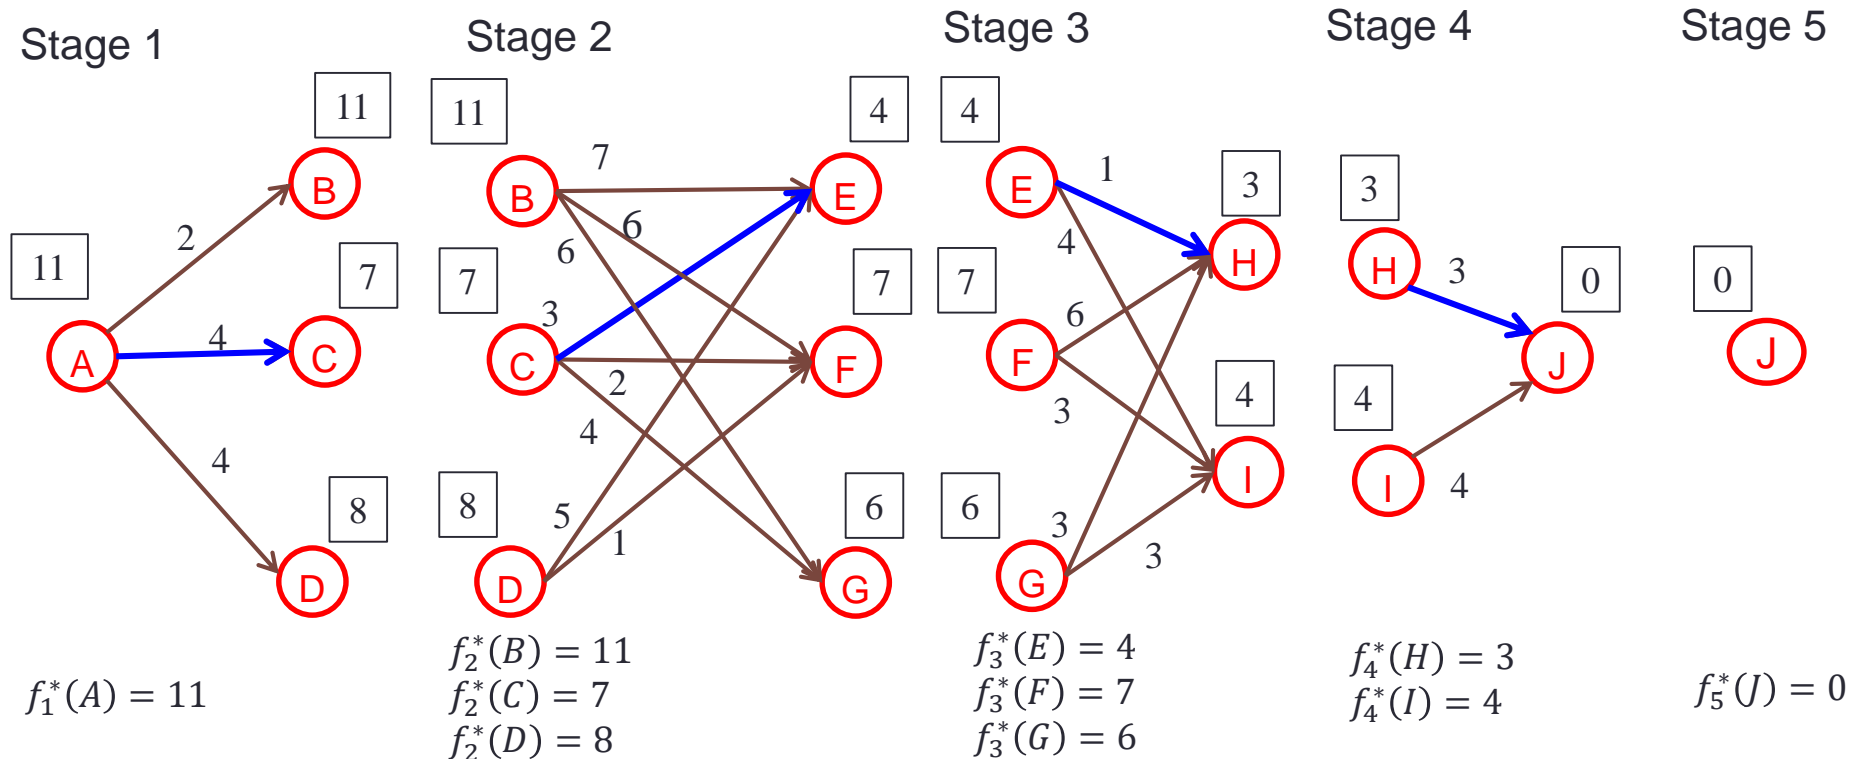 Stage 1
Stage 2
Stage 3
Stage 4
Stage 5
11
11
4
4
11
B
2
11
A
7
4
C
4
8
D
B
7
6
6
E
7
C
3
2
4
7
F
8
D
5
1
6
G
E
1
4
3
H
7
F
6
3
4
I
6
G
3
3
3
H
3
0
J
4
I
4
0
J
f₁*(A) = 11
f₂*(B) = 11
f₂*(C) = 7
f₂*(D) = 8
f₃*(E) = 4
f₃*(F) = 7
f₃*(G) = 6
f₄*(H) = 3
f₄*(I) = 4
f₅*(J) = 0